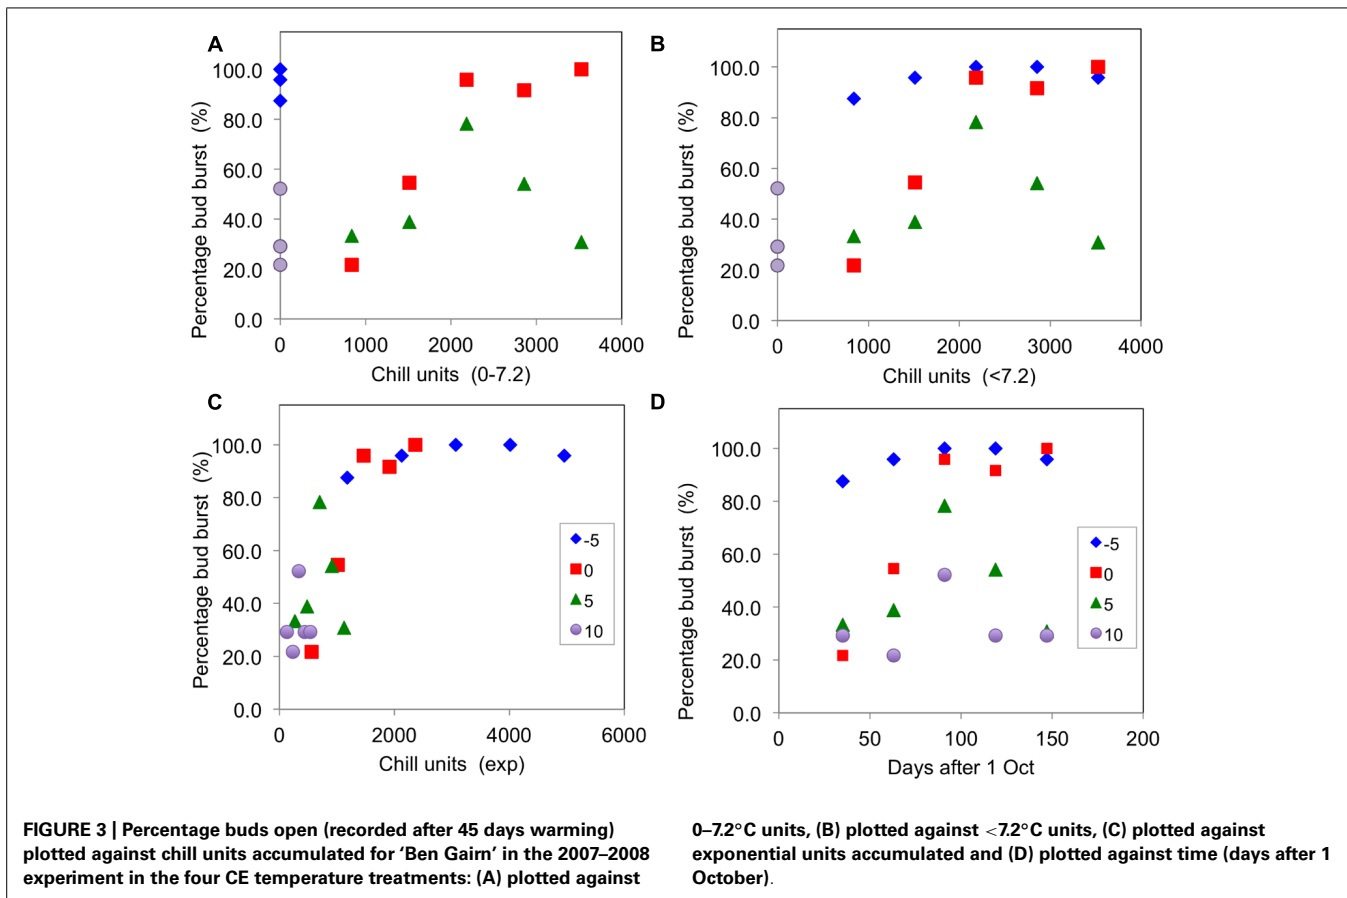 A
Percentage bud burst (%)
100.0
80.0
60.0
40.0
20.0
0.0
0
1000
2000
3000
4000
Chill units (0-7.2)
B
Percentage bud burst (%)
100.0
80.0
60.0
40.0
20.0
0.0
0
1000
2000
3000
4000
Chill units (<7.2)
C
Percentage bud burst (%)
100.0
80.0
60.0
40.0
20.0
0.0
0
2000
4000
6000
Chill units (exp)
-5
0
5
10
D
Percentage bud burst (%)
100.0
80.0
60.0
40.0
20.0
0.0
0
50
100
150
200
Days after 1 Oct
-5
0
5
10
FIGURE 3 | Percentage buds open (recorded after 45 days warming)
plotted against chill units accumulated for ‘Ben Gairn’ in the 2007–2008
experiment in the four CE temperature treatments: (A) plotted against
0–7.2°C units, (B) plotted against <7.2°C units, (C) plotted against
exponential units accumulated and (D) plotted against time (days after 1
October).